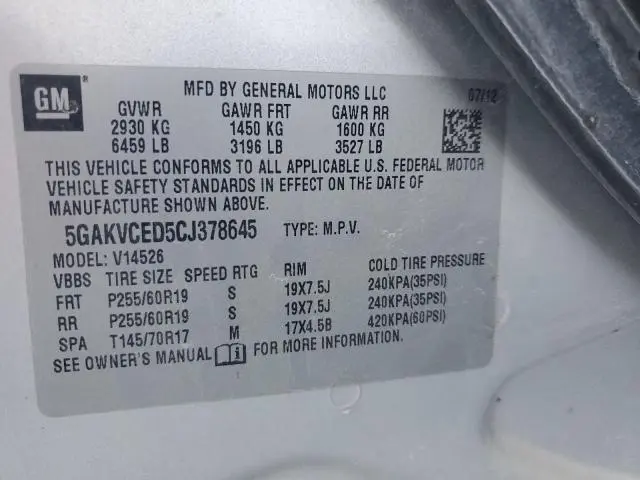 GM®
MFD BY GENERAL MOTORS LLC 07/12
GVWR GAWR FRT GAWR RR
2930 KG 1450 KG 1600 KG
6459 LB 3196 LB 3527 LB
THIS VEHICLE CONFORMS TO ALL APPLICABLE U.S. FEDERAL MOTOR
VEHICLE SAFETY STANDARDS IN EFFECT ON THE DATE OF
MANUFACTURE SHOWN ABOVE.
5GAKVCED5CJ378645 TYPE: M.P.V.
MODEL: V14526
VBBS TIRE SIZE SPEED RTG RIM COLD TIRE PRESSURE
FRT P255/60R19 S 19X7.5J 240KPA(35PSI)
RR P255/60R19 S 19X7.5J 240KPA(35PSI)
SPA T145/70R17 M 17X4.5B 420KPA(60PSI)
SEE OWNER'S MANUAL i FOR MORE INFORMATION.